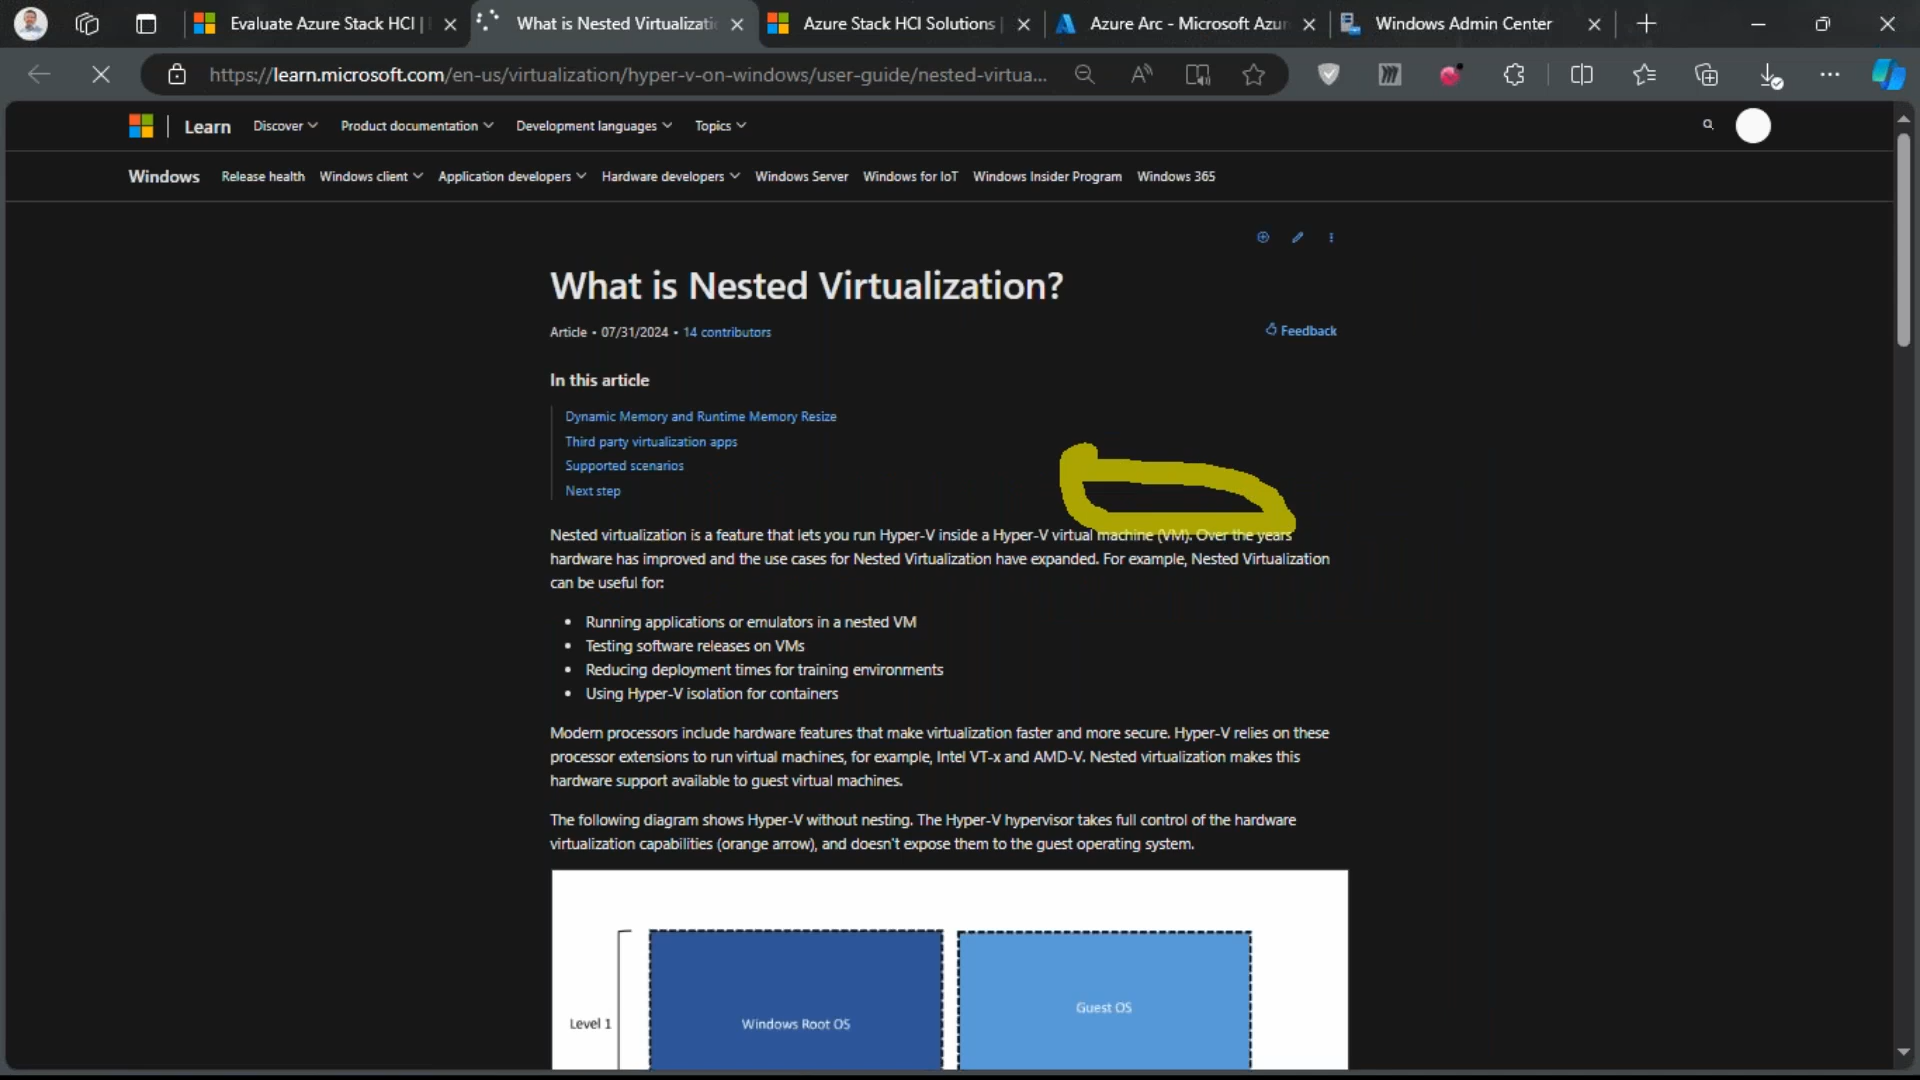 Evaluate Azure Stack HCI |
What is Nested Virtualizati
Azure Stack HCI Solutions |
Azure Arc - Microsoft Azur
Windows Admin Center
https://learn.microsoft.com/en-us/virtualization/hyper-v-on-windows/user-guide/nested-virtua...
Learn Discover Product documentation Development languages Topics
Windows Release health Windows client Application developers Hardware developers Windows Server Windows for IoT Windows Insider Program Windows 365
What is Nested Virtualization?
Article • 07/31/2024 • 14 contributors
Feedback
In this article
Dynamic Memory and Runtime Memory Resize
Third party virtualization apps
Supported scenarios
Next step
Nested virtualization is a feature that lets you run Hyper-V inside a Hyper-V virtual machine (VM). Over the years
hardware has improved and the use cases for Nested Virtualization have expanded. For example, Nested Virtualization
can be useful for:
• Running applications or emulators in a nested VM
• Testing software releases on VMs
• Reducing deployment times for training environments
• Using Hyper-V isolation for containers
Modern processors include hardware features that make virtualization faster and more secure. Hyper-V relies on these
processor extensions to run virtual machines, for example, Intel VT-x and AMD-V. Nested virtualization makes this
hardware support available to guest virtual machines.
The following diagram shows Hyper-V without nesting. The Hyper-V hypervisor takes full control of the hardware
virtualization capabilities (orange arrow), and doesn't expose them to the guest operating system.
Guest OS
Level 1
Windows Root OS